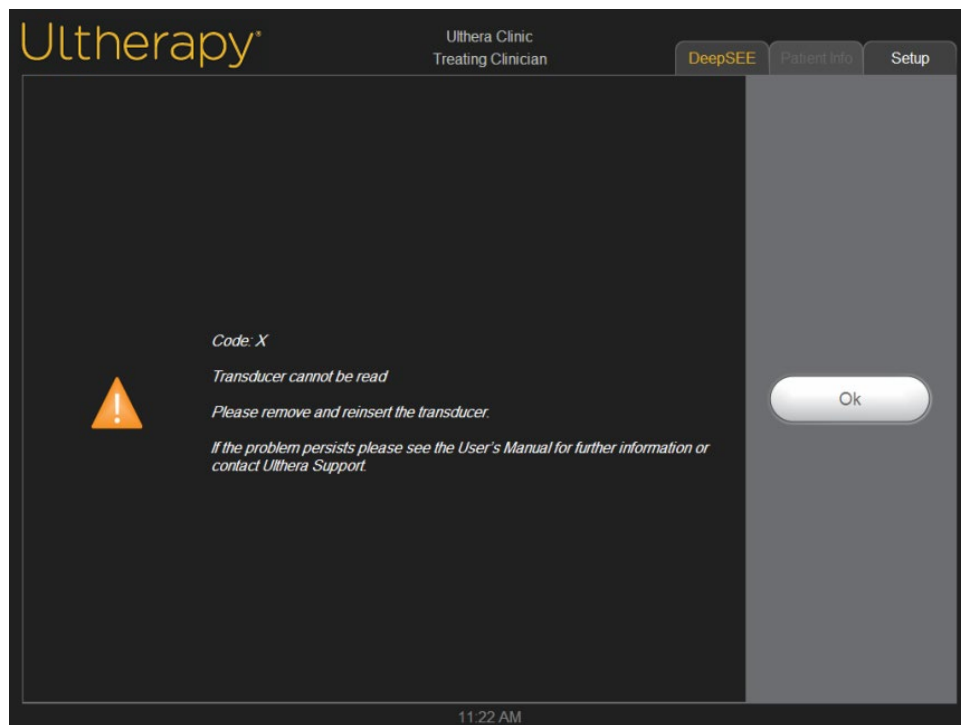 Ultherapy®
Ulthera Clinic
Treating Clinician
DeepSEE
Patient Info
Setup
Code: X
Transducer cannot be read
Please remove and reinsert the transducer.
If the problem persists please see the User's Manual for further information or
contact Ulthera Support.
Ok
11:22 AM